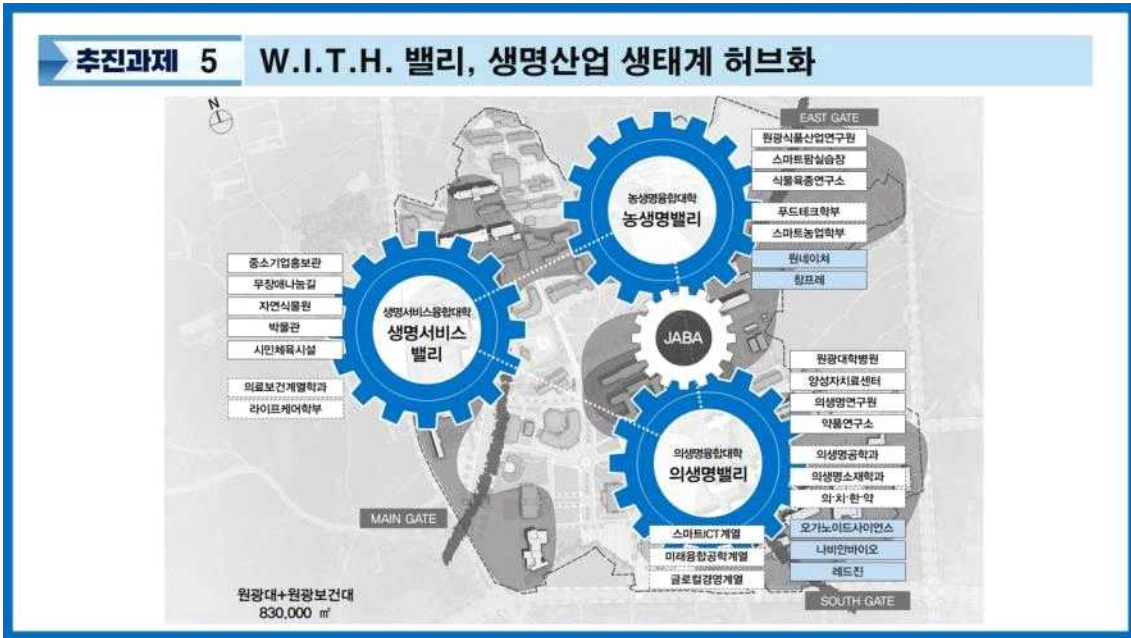 추진과제 5
W.I.T.H. 밸리, 생명산업 생태계 허브화
N
EAST GATE
원광식품산업연구원
스마트팜실습장
식물육종연구소
푸드테크학부
스마트농업학부
원네이처
창프레
농생명융합대학
농생명밸리
중소기업홍보관
무창애나눔길
자연식물원
박물관
시민체육시설
의료보건계열학과
라이프케어학부
생명서비스융합대학
생명서비스
밸리
JABA
원광대학병원
양성자치료센터
의생명연구원
약품연구소
의생명공학과
의생명소재학과
의·치·한·약
오가노이드사이언스
나비안바이오
레드진
의생명융합대학
의생명밸리
스마트ICT계열
미래융합공학계열
글로컬경영계열
MAIN GATE
SOUTH GATE
원광대+원광보건대
830,000 ㎡